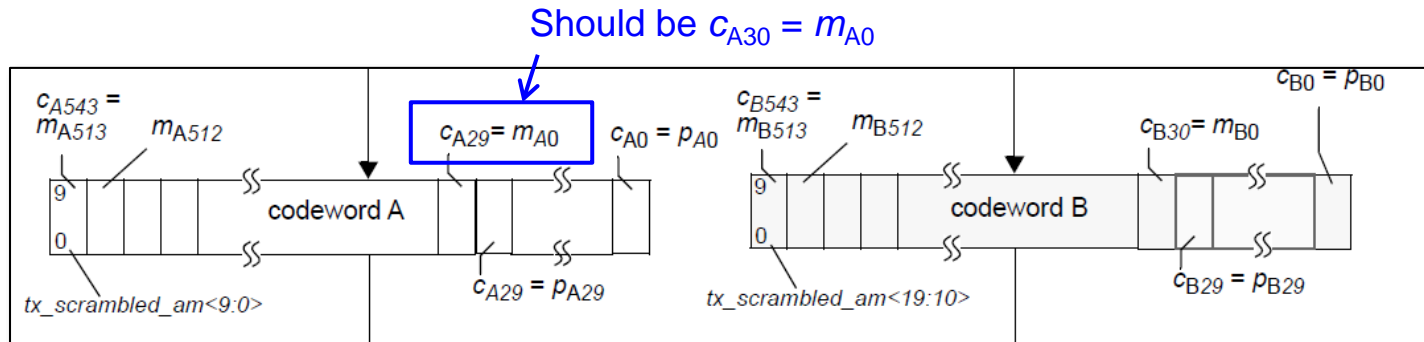 Should be cA30 = mA0
cA543 =
mA513
mA512
cA29= mA0
cA0 = pA0
9
0
codeword A
cA29 = pA29
tx_scrambled_am<9:0>
cB543 =
mB513
mB512
cB30= mB0
cB0 = pB0
9
0
codeword B
cB29 = pB29
tx_scrambled_am<19:10>